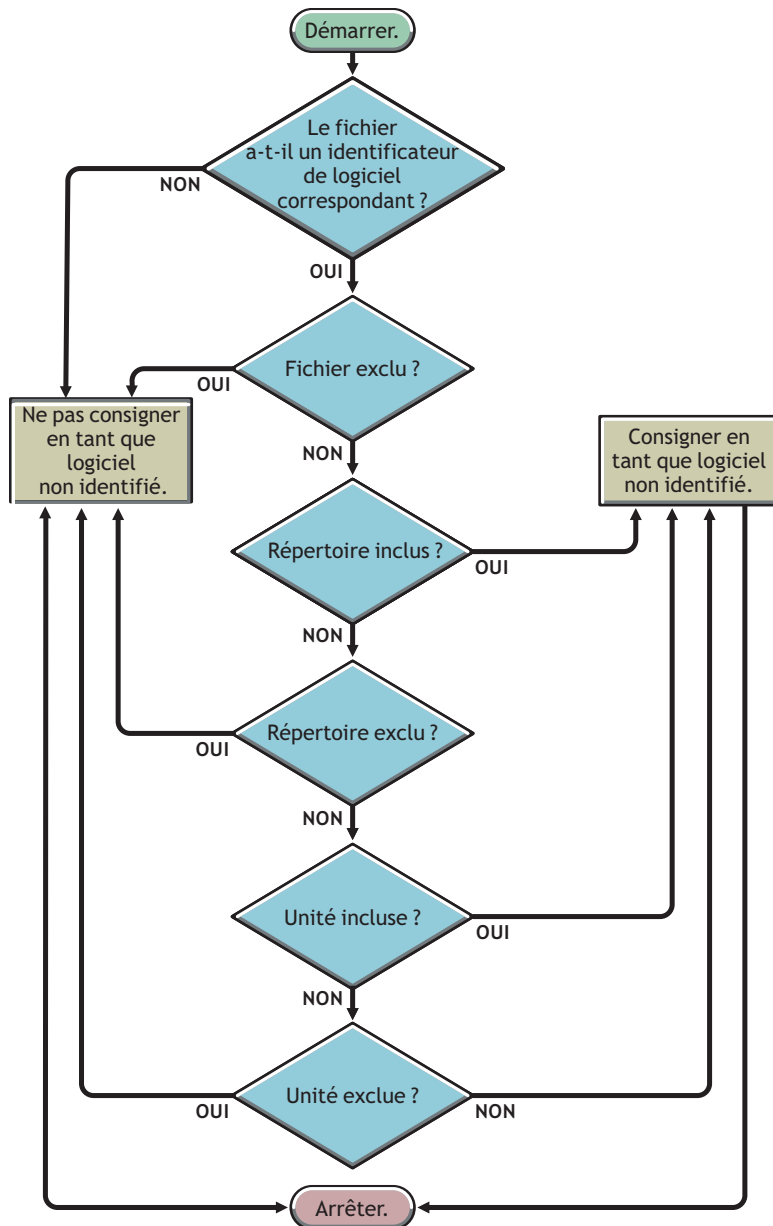 Démarrer.
Le fichier
a-t-il un identificateur
de logiciel
correspondant ?
NON
OUI
Fichier exclu ?
OUI
NON
Ne pas consigner
en tant que
logiciel
non identifié.
Consigner en
tant que logiciel
non identifié.
Répertoire inclus ?
OUI
NON
Répertoire exclu ?
OUI
NON
Unité incluse ?
OUI
NON
Unité exclue ?
OUI
NON
Arrêter.